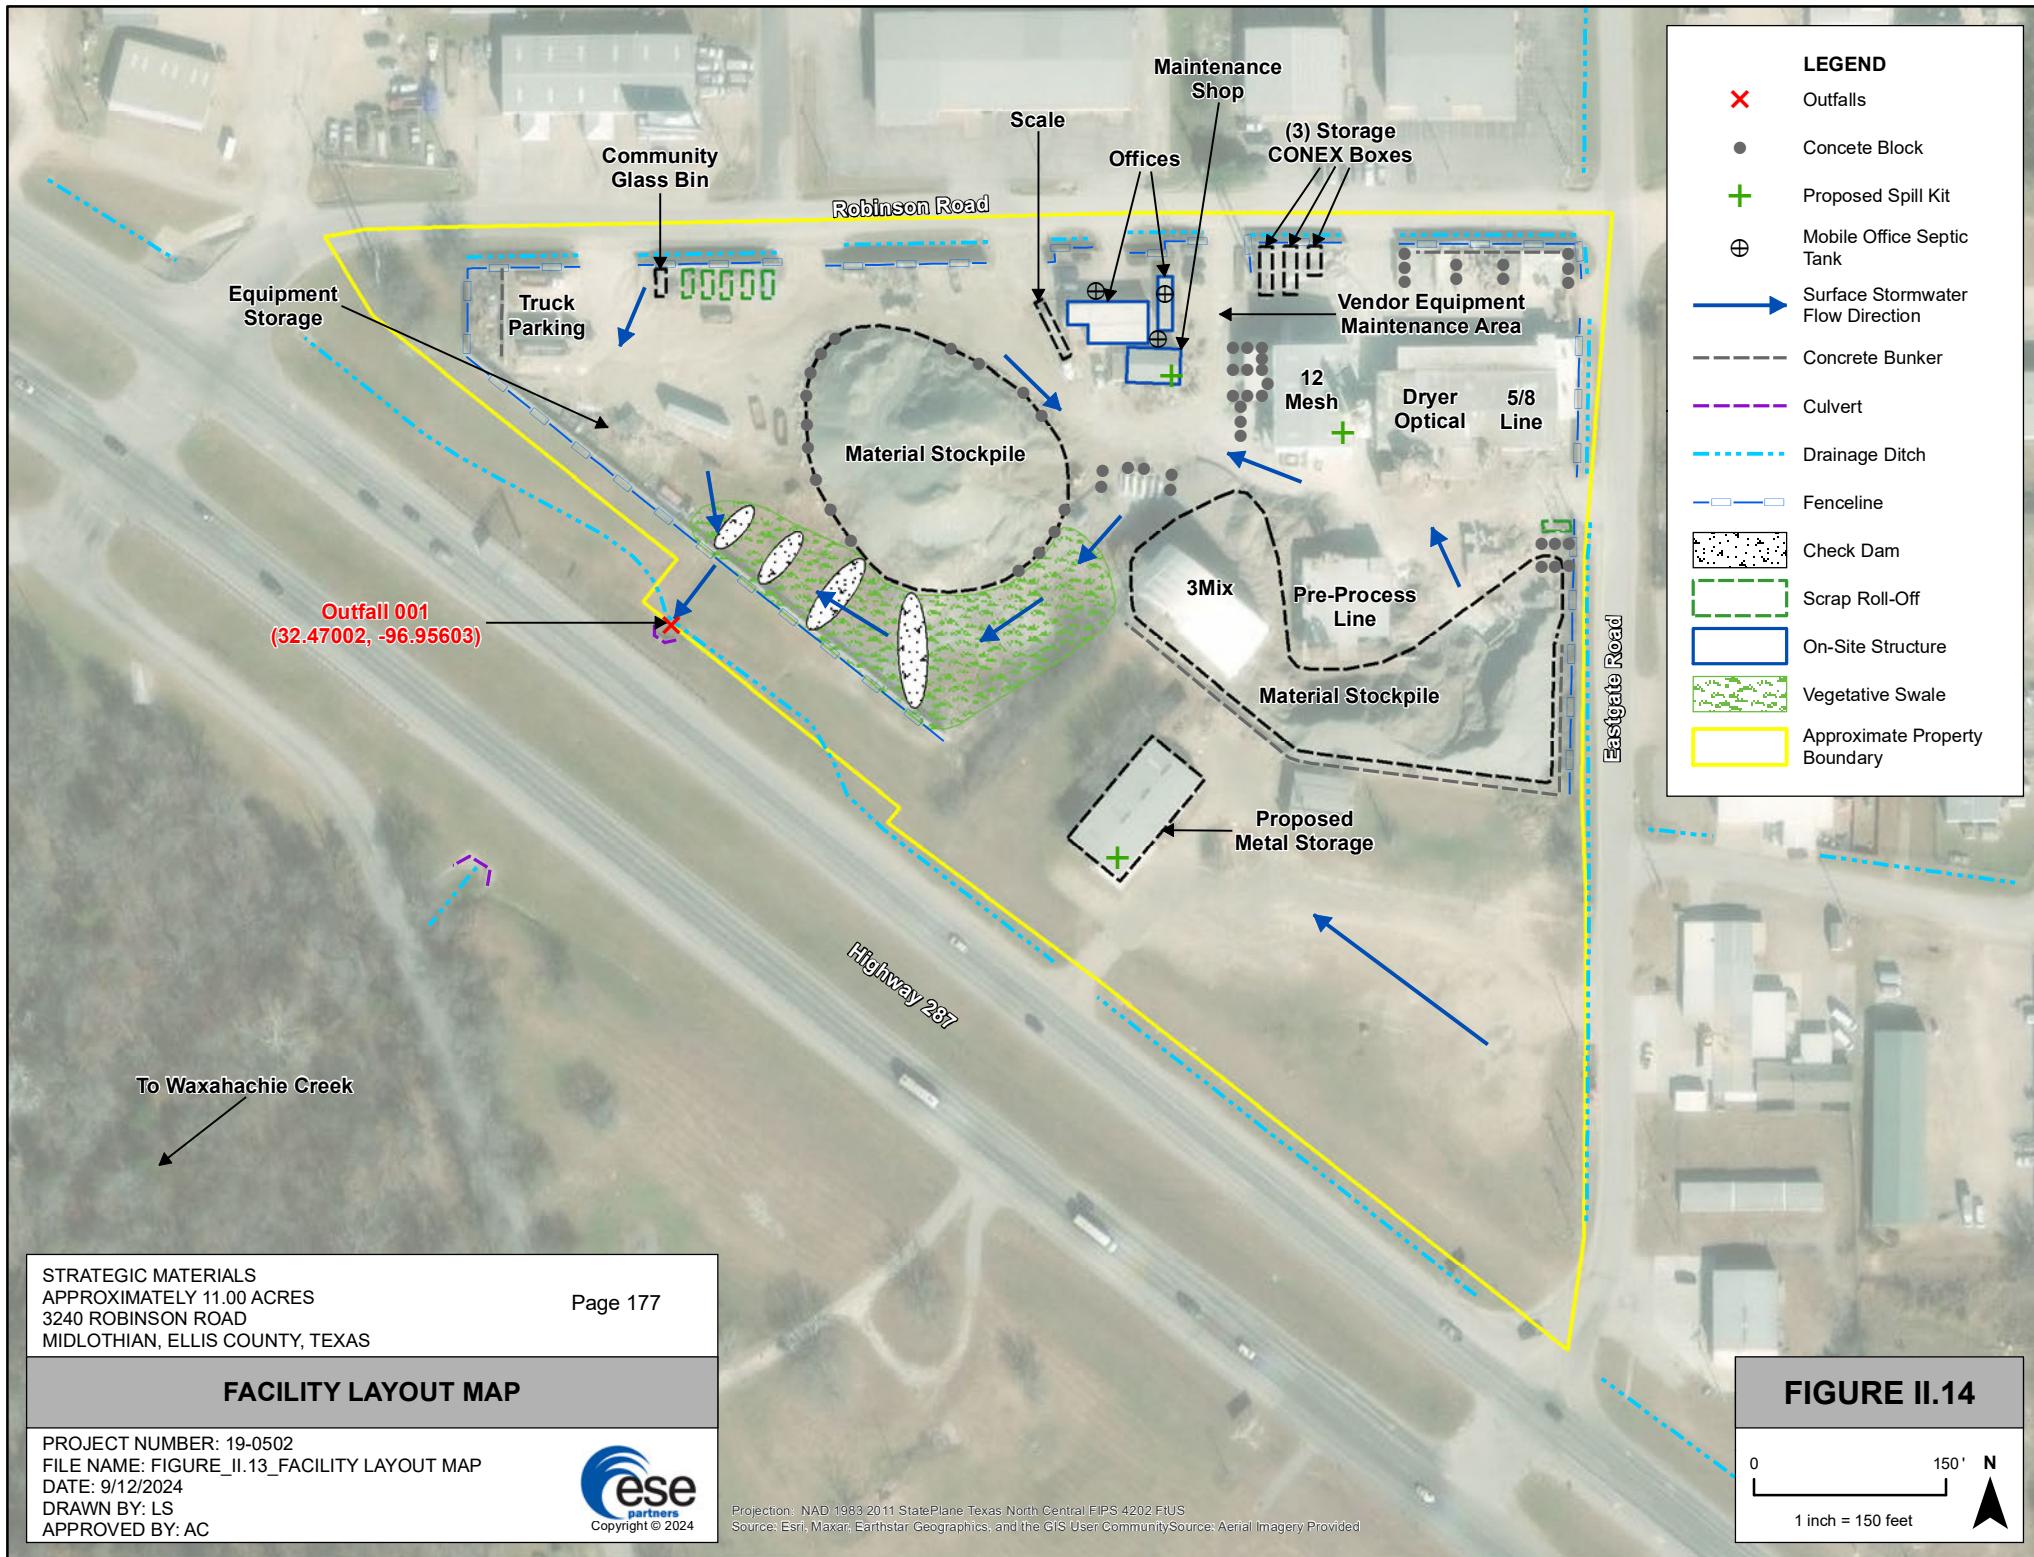 Maintenance
Shop
Scale
(3) Storage
CONEX Boxes
Community
Glass Bin
Offices
Robinson Road
Equipment
Storage
Truck
Parking
Vendor Equipment
Maintenance Area
12
Mesh
Dryer
Optical
5/8
Line
Material Stockpile
3Mix
Pre-Process
Line
Outfall 001
(32.47002, -96.95603)
Material Stockpile
Eastgate Road
Proposed
Metal Storage
Highway 287
To Waxahachie Creek
LEGEND
Outfalls
Concete Block
Proposed Spill Kit
Mobile Office Septic
Tank
Surface Stormwater
Flow Direction
Concrete Bunker
Culvert
Drainage Ditch
Fenceline
Check Dam
Scrap Roll-Off
On-Site Structure
Vegetative Swale
Approximate Property
Boundary
STRATEGIC MATERIALS
APPROXIMATELY 11.00 ACRES
3240 ROBINSON ROAD
MIDLOTHIAN, ELLIS COUNTY, TEXAS
Page 177
FACILITY LAYOUT MAP
PROJECT NUMBER: 19-0502
FILE NAME: FIGURE_II.13_FACILITY LAYOUT MAP
DATE: 9/12/2024
DRAWN BY: LS
APPROVED BY: AC
ese
partners
Copyright © 2024
Projection: NAD 1983 2011 StatePlane Texas North Central FIPS 4202 FtUS
Source: Esri, Maxar, Earthstar Geographics, and the GIS User CommunitySource: Aerial Imagery Provided
FIGURE II.14
0 150' N
1 inch = 150 feet